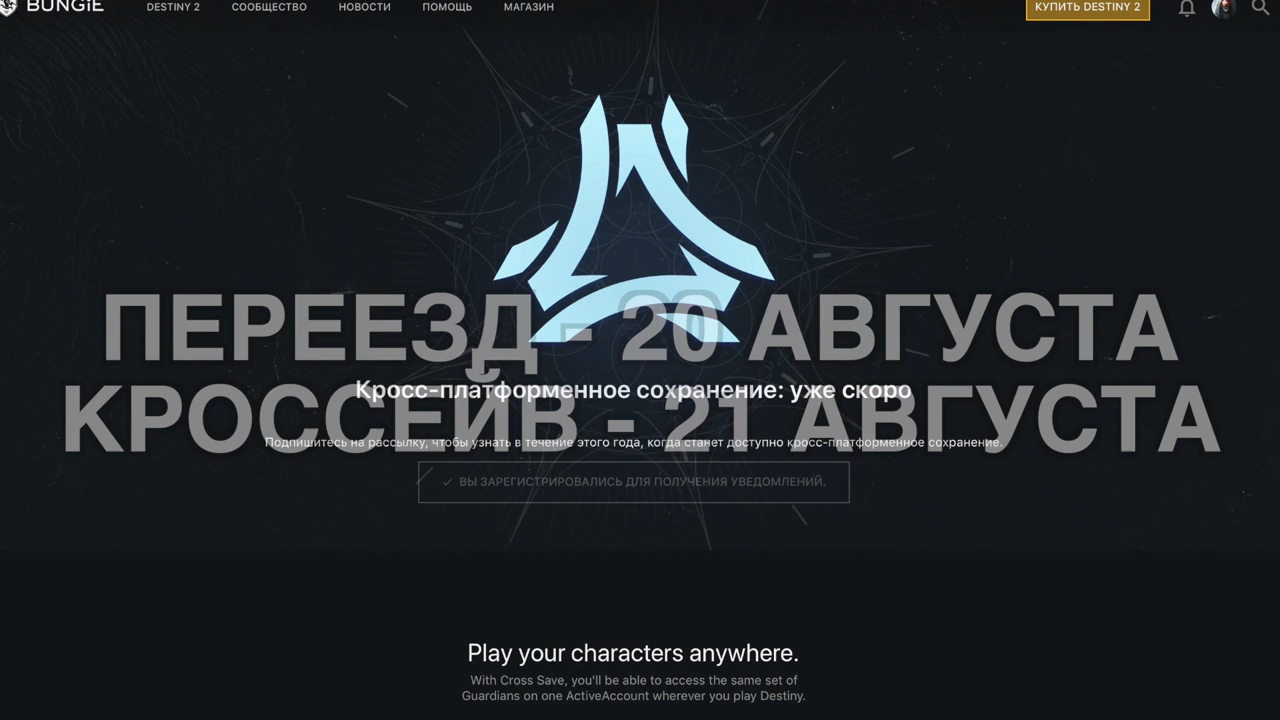 BUNGiE DESTINY 2 СООБЩЕСТВО НОВОСТИ ПОМОЩЬ МАГАЗИН КУПИТЬ DESTINY 2
ПЕРЕЕЗД - 20 АВГУСТА
Кросс-платформенное сохранение: уже скоро
КРОССЕЙВ - 21 АВГУСТА
Подпишитесь на рассылку, чтобы узнать в течение этого года, когда станет доступно кросс-платформенное сохранение.
ВЫ ЗАРЕГИСТРИРОВАЛИСЬ ДЛЯ ПОЛУЧЕНИЯ УВЕДОМЛЕНИЙ.
Play your characters anywhere.
With Cross Save, you'll be able to access the same set of
Guardians on one ActiveAccount wherever you play Destiny.